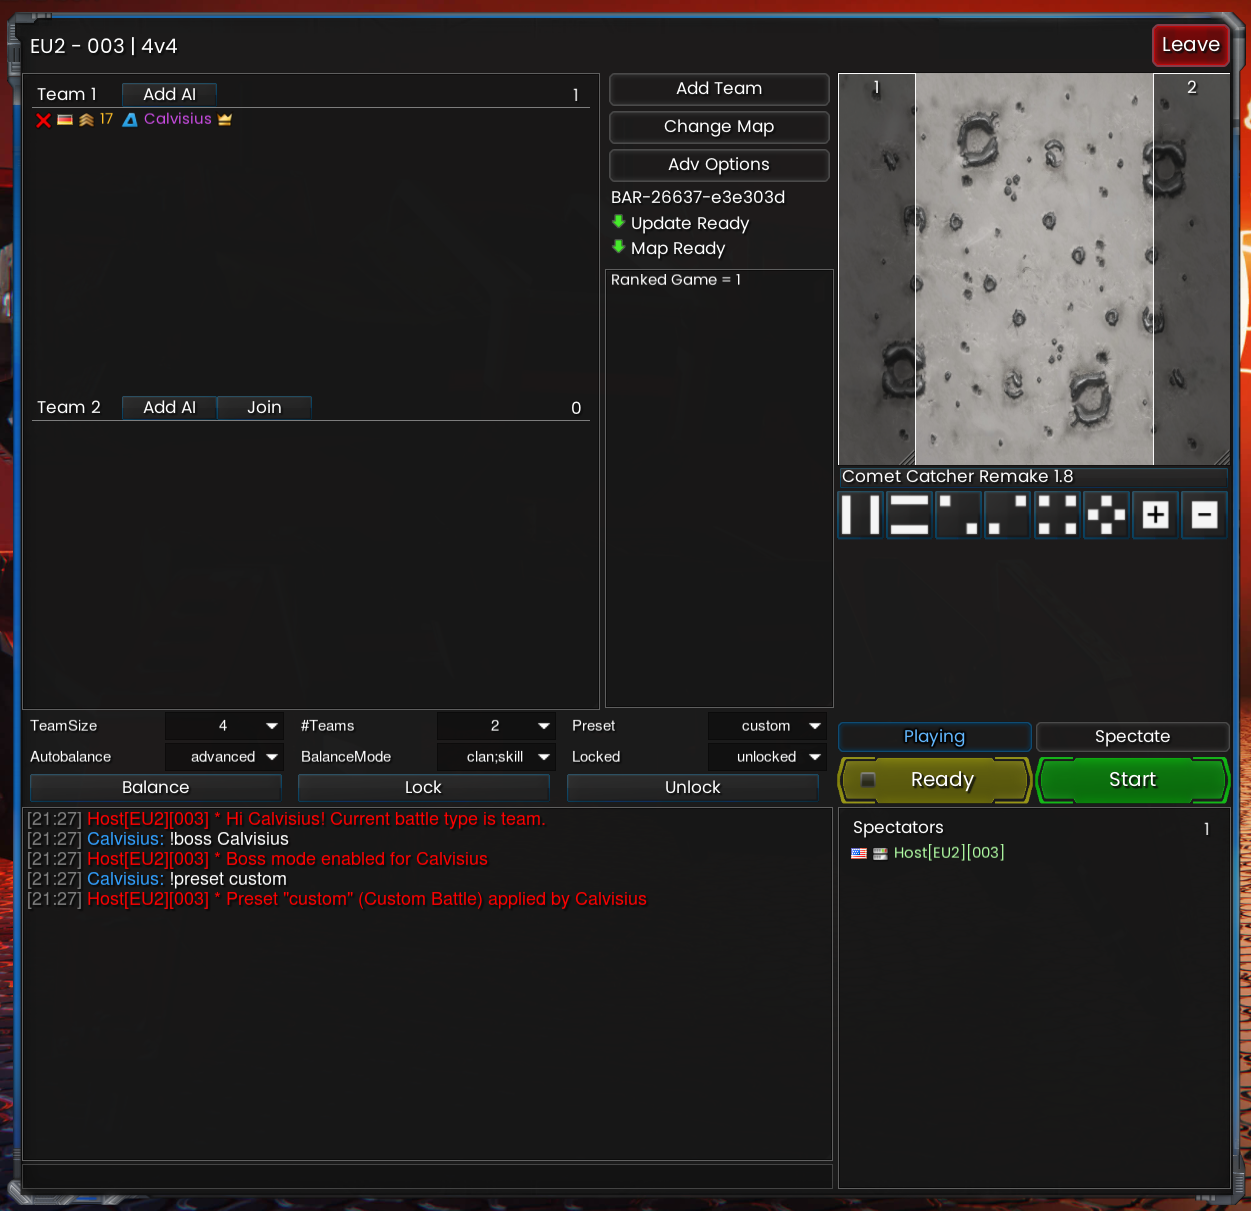 EU2 - 003 | 4v4
Leave
Team 1
Add AI
1
17 Calvisius
Team 2
Add AI
Join
0
Add Team
Change Map
Adv Options
BAR-26637-e3e303d
Update Ready
Map Ready
Ranked Game = 1
1
2
Comet Catcher Remake 1.8
TeamSize
4
#Teams
2
Preset
custom
Autobalance
advanced
BalanceMode
clan;skill
Locked
unlocked
Balance
Lock
Unlock
Playing
Spectate
Ready
Start
[21:27] Host[EU2][003] * Hi Calvisius! Current battle type is team.
[21:27] Calvisius: !boss Calvisius
[21:27] Host[EU2][003] * Boss mode enabled for Calvisius
[21:27] Calvisius: !preset custom
[21:27] Host[EU2][003] * Preset "custom" (Custom Battle) applied by Calvisius
Spectators
1
Host[EU2][003]